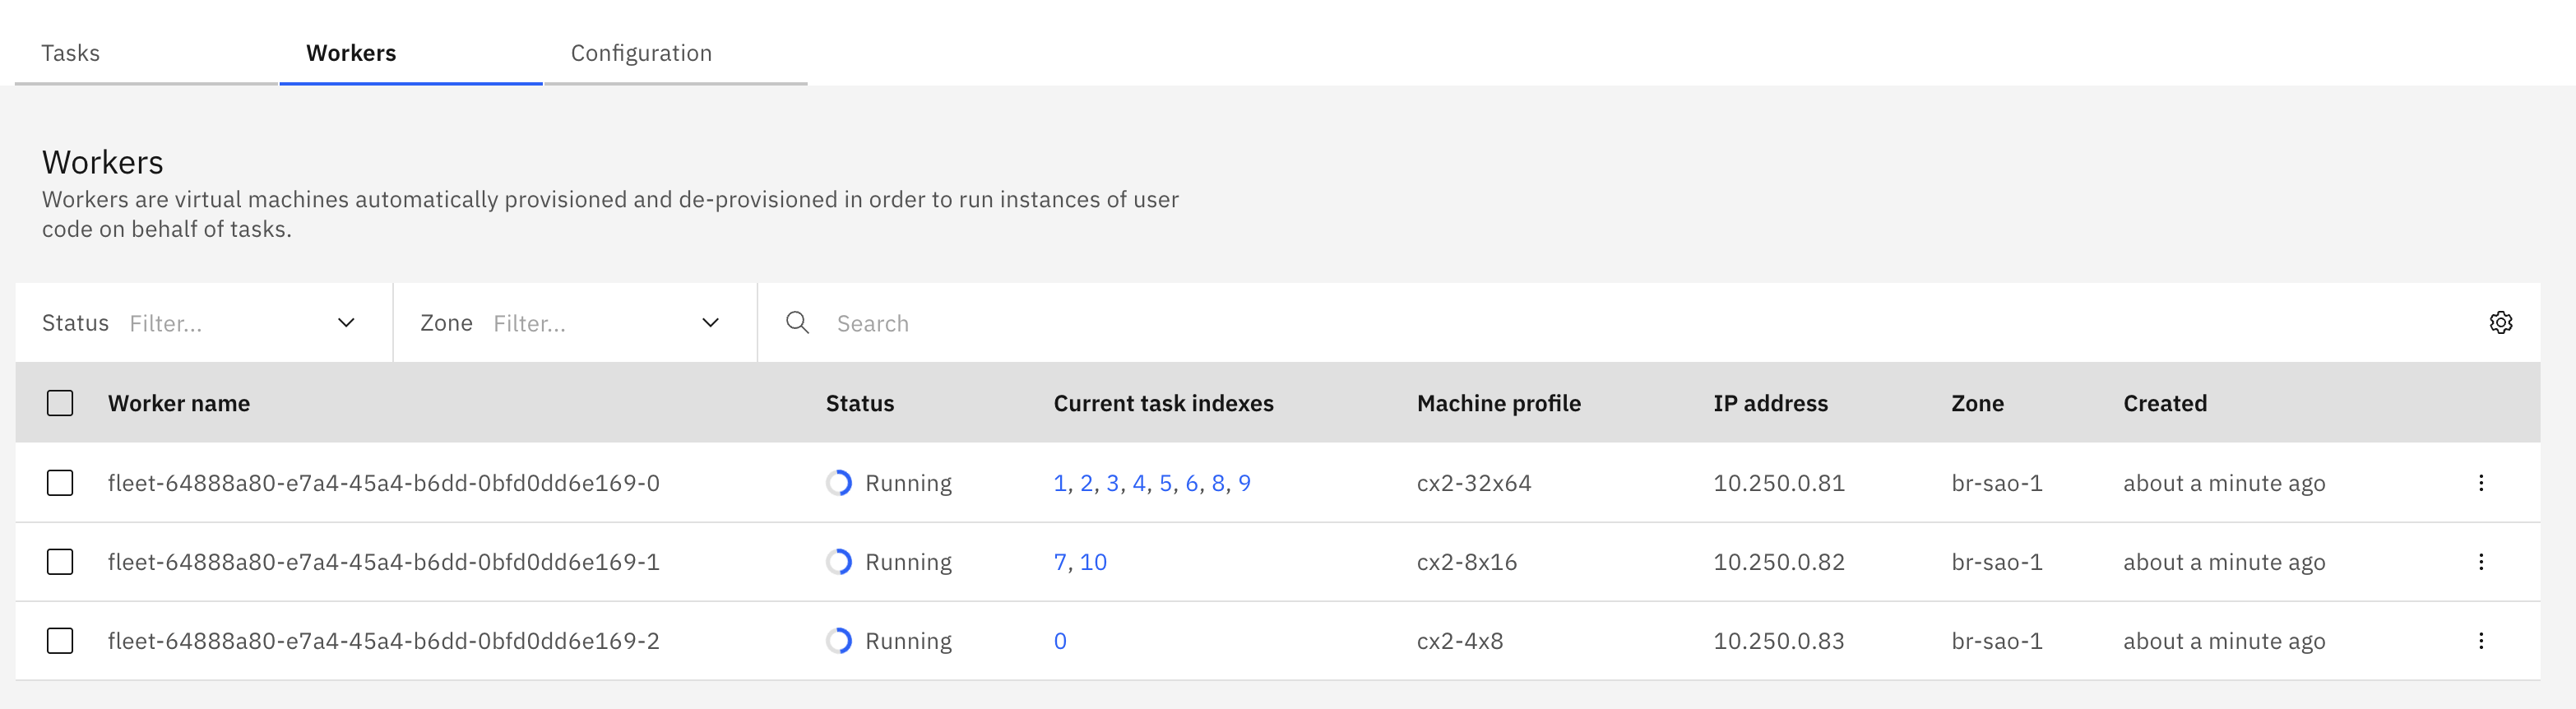 Tasks Workers Configuration
Workers
Workers are virtual machines automatically provisioned and de-provisioned in order to run instances of user
code on behalf of tasks.
Status Filter... Zone Filter... Search
Worker name Status Current task indexes Machine profile IP address Zone Created
fleet-64888a80-e7a4-45a4-b6dd-0bfd0dd6e169-0 Running 1, 2, 3, 4, 5, 6, 8, 9 cx2-32x64 10.250.0.81 br-sao-1 about a minute ago
fleet-64888a80-e7a4-45a4-b6dd-0bfd0dd6e169-1 Running 7, 10 cx2-8x16 10.250.0.82 br-sao-1 about a minute ago
fleet-64888a80-e7a4-45a4-b6dd-0bfd0dd6e169-2 Running 0 cx2-4x8 10.250.0.83 br-sao-1 about a minute ago